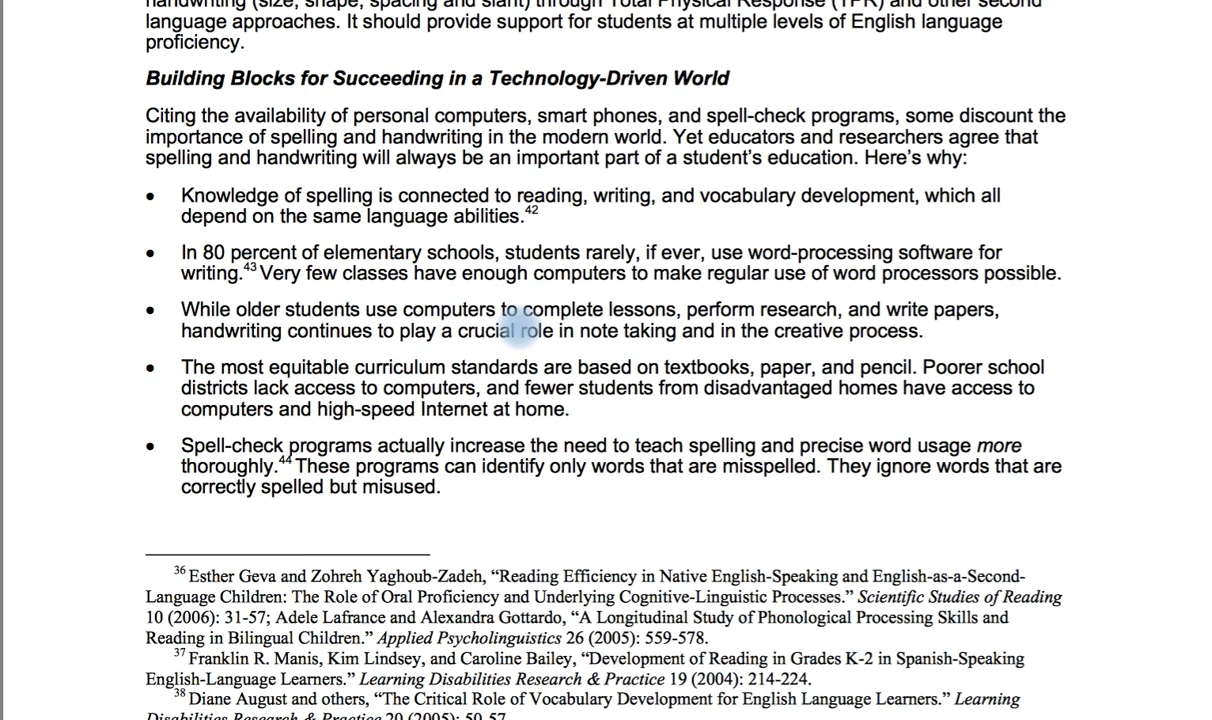 handwriting (size, shape, spacing and slant) through Total Physical Response (TPR) and other second
language approaches. It should provide support for students at multiple levels of English language
proficiency.
Building Blocks for Succeeding in a Technology-Driven World
Citing the availability of personal computers, smart phones, and spell-check programs, some discount the
importance of spelling and handwriting in the modern world. Yet educators and researchers agree that
spelling and handwriting will always be an important part of a student’s education. Here’s why:
• Knowledge of spelling is connected to reading, writing, and vocabulary development, which all
depend on the same language abilities.42
• In 80 percent of elementary schools, students rarely, if ever, use word-processing software for
writing.43 Very few classes have enough computers to make regular use of word processors possible.
• While older students use computers to complete lessons, perform research, and write papers,
handwriting continues to play a crucial role in note taking and in the creative process.
• The most equitable curriculum standards are based on textbooks, paper, and pencil. Poorer school
districts lack access to computers, and fewer students from disadvantaged homes have access to
computers and high-speed Internet at home.
• Spell-check programs actually increase the need to teach spelling and precise word usage more
thoroughly.44 These programs can identify only words that are misspelled. They ignore words that are
correctly spelled but misused.
36 Esther Geva and Zohreh Yaghoub-Zadeh, “Reading Efficiency in Native English-Speaking and English-as-a-Second-
Language Children: The Role of Oral Proficiency and Underlying Cognitive-Linguistic Processes.” Scientific Studies of Reading
10 (2006): 31-57; Adele Lafrance and Alexandra Gottardo, “A Longitudinal Study of Phonological Processing Skills and
Reading in Bilingual Children.” Applied Psycholinguistics 26 (2005): 559-578.
37 Franklin R. Manis, Kim Lindsey, and Caroline Bailey, “Development of Reading in Grades K-2 in Spanish-Speaking
English-Language Learners.” Learning Disabilities Research & Practice 19 (2004): 214-224.
38 Diane August and others, “The Critical Role of Vocabulary Development for English Language Learners.” Learning
Disabilities Research & Practice 20 (2005): 50-57